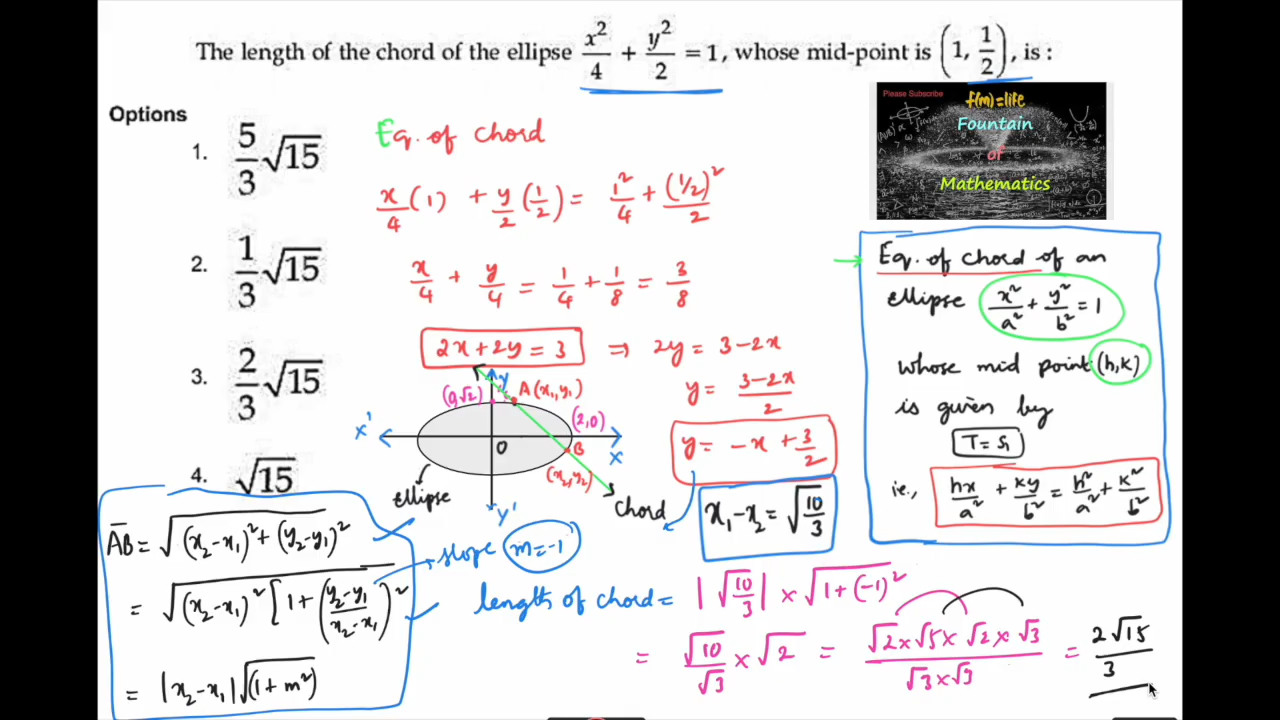 The length of the chord of the ellipse x²/4 + y²/2 = 1, whose mid-point is (1, 1/2), is :
Options
1. 5/3 √15
2. 1/3 √15
3. 2/3 √15
4. √15
Eq. of chord
x/4 (1) + y/2 (1/2) = 1²/4 + (1/2)²/2
x/4 + y/4 = 1/4 + 1/8 = 3/8
2x+2y = 3 ⇒ 2y = 3-2x
y = 3-2x/2
y = -x + 3/2
x₁-x₂ = √10/3
Please Subscribe
f(m)=life
Fountain
of
Mathematics
→ Eq. of chord of an
ellipse x²/a² + y²/b² = 1
whose mid point (h,k)
is given by
T = S₁
ie., hx/a² + ky/b² = h²/a² + k²/b²
y
(0,√2)
A(x₁,y₁)
x'
(2,0)
O
x
B
(x₂,y₂)
ellipse
y'
chord
AB = √(x₂-x₁)² + (y₂-y₁)²
= √(x₂-x₁)² [1 + (y₂-y₁/x₂-x₁)²
= |x₂-x₁| √(1+m²)
slope m=-1
length of chord = |√10/3| × √1+(-1)²
= √10/√3 × √2 = √2×√5×√2×√3/√3×√3 = 2√15/3